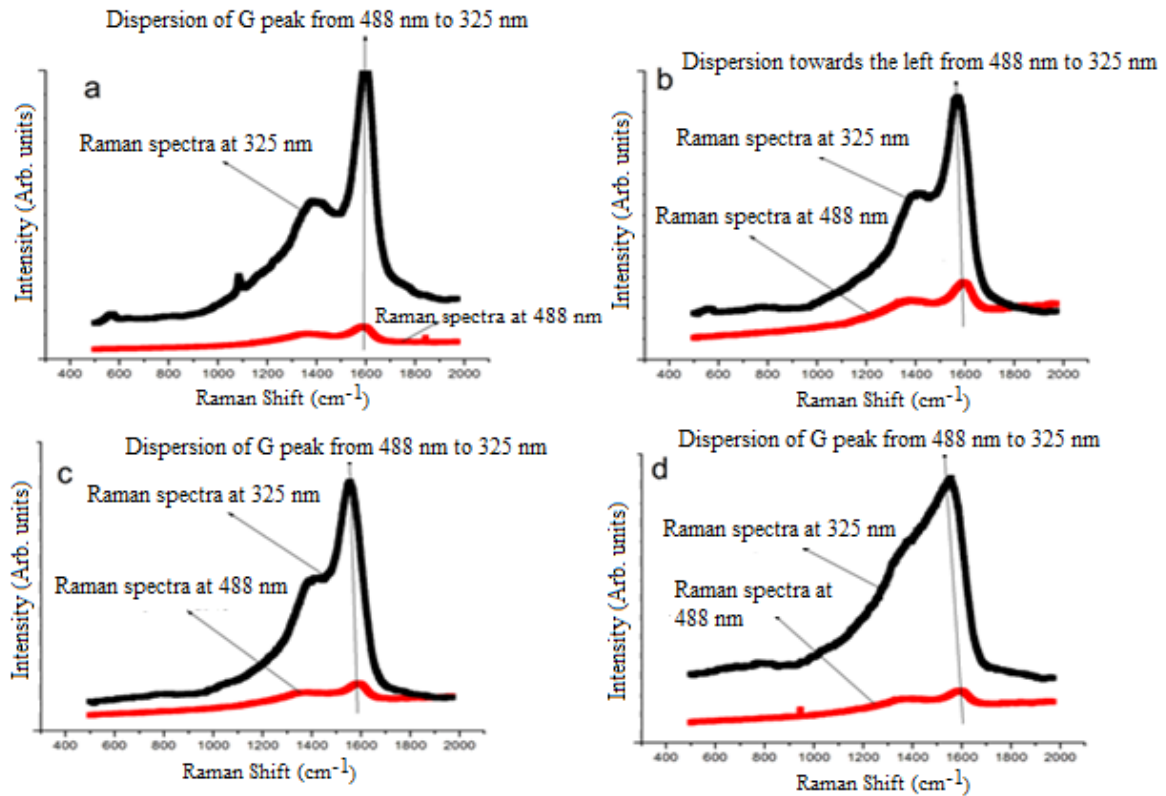 Dispersion of G peak from 488 nm to 325 nm
a
Raman spectra at 325 nm
Raman spectra at 488 nm
Intensity (Arb. units)
400 600 800 1000 1200 1400 1600 1800 2000
Raman Shift (cm-1)
Dispersion towards the left from 488 nm to 325 nm
b
Raman spectra at 325 nm
Raman spectra at 488 nm
Intensity (Arb. units)
400 600 800 1000 1200 1400 1600 1800 2000
Raman Shift (cm-1)
Dispersion of G peak from 488 nm to 325 nm
c
Raman spectra at 325 nm
Raman spectra at 488 nm
Intensity (Arb. units)
400 600 800 1000 1200 1400 1600 1800 2000
Raman Shift (cm-1)
Dispersion of G peak from 488 nm to 325 nm
d
Raman spectra at 325 nm
Raman spectra at
488 nm
Intensity (Arb. units)
400 600 800 1000 1200 1400 1600 1800 2000
Raman Shift (cm-1)